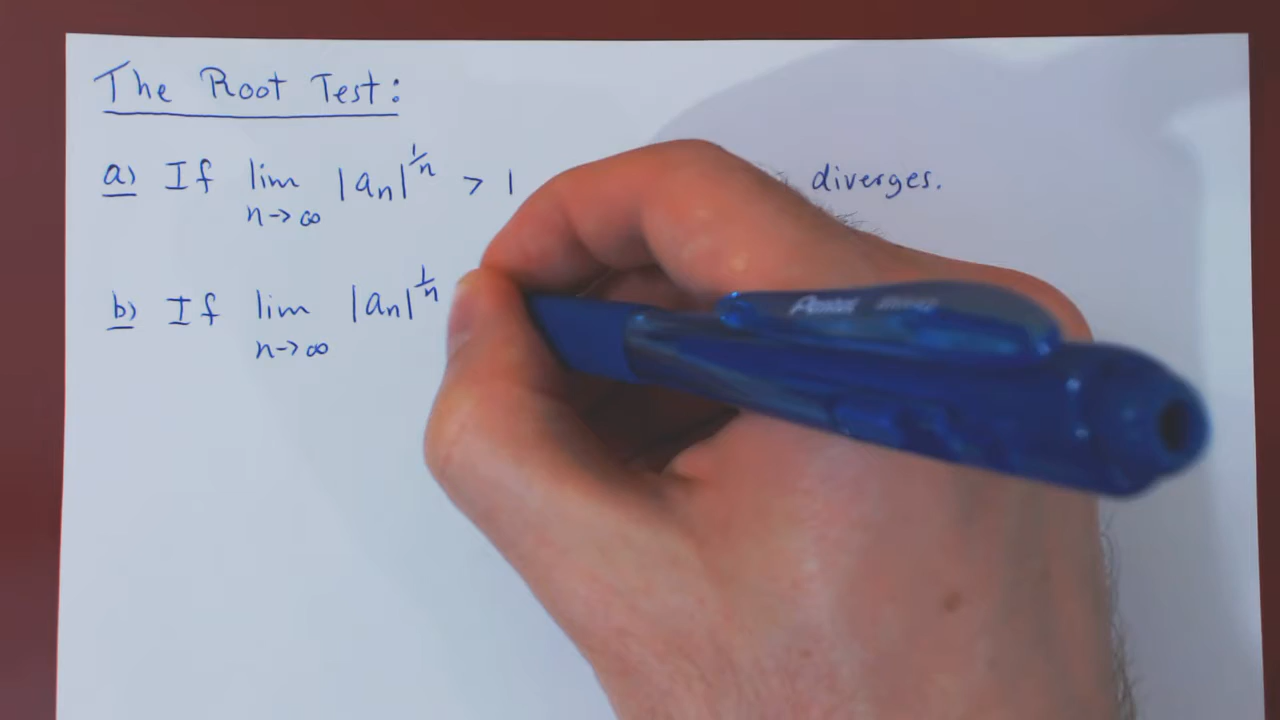 The Root Test:
a) If lim n→∞ |aₙ|^(1/n) > 1 diverges.
b) If lim n→∞ |aₙ|^(1/n)
Pentel